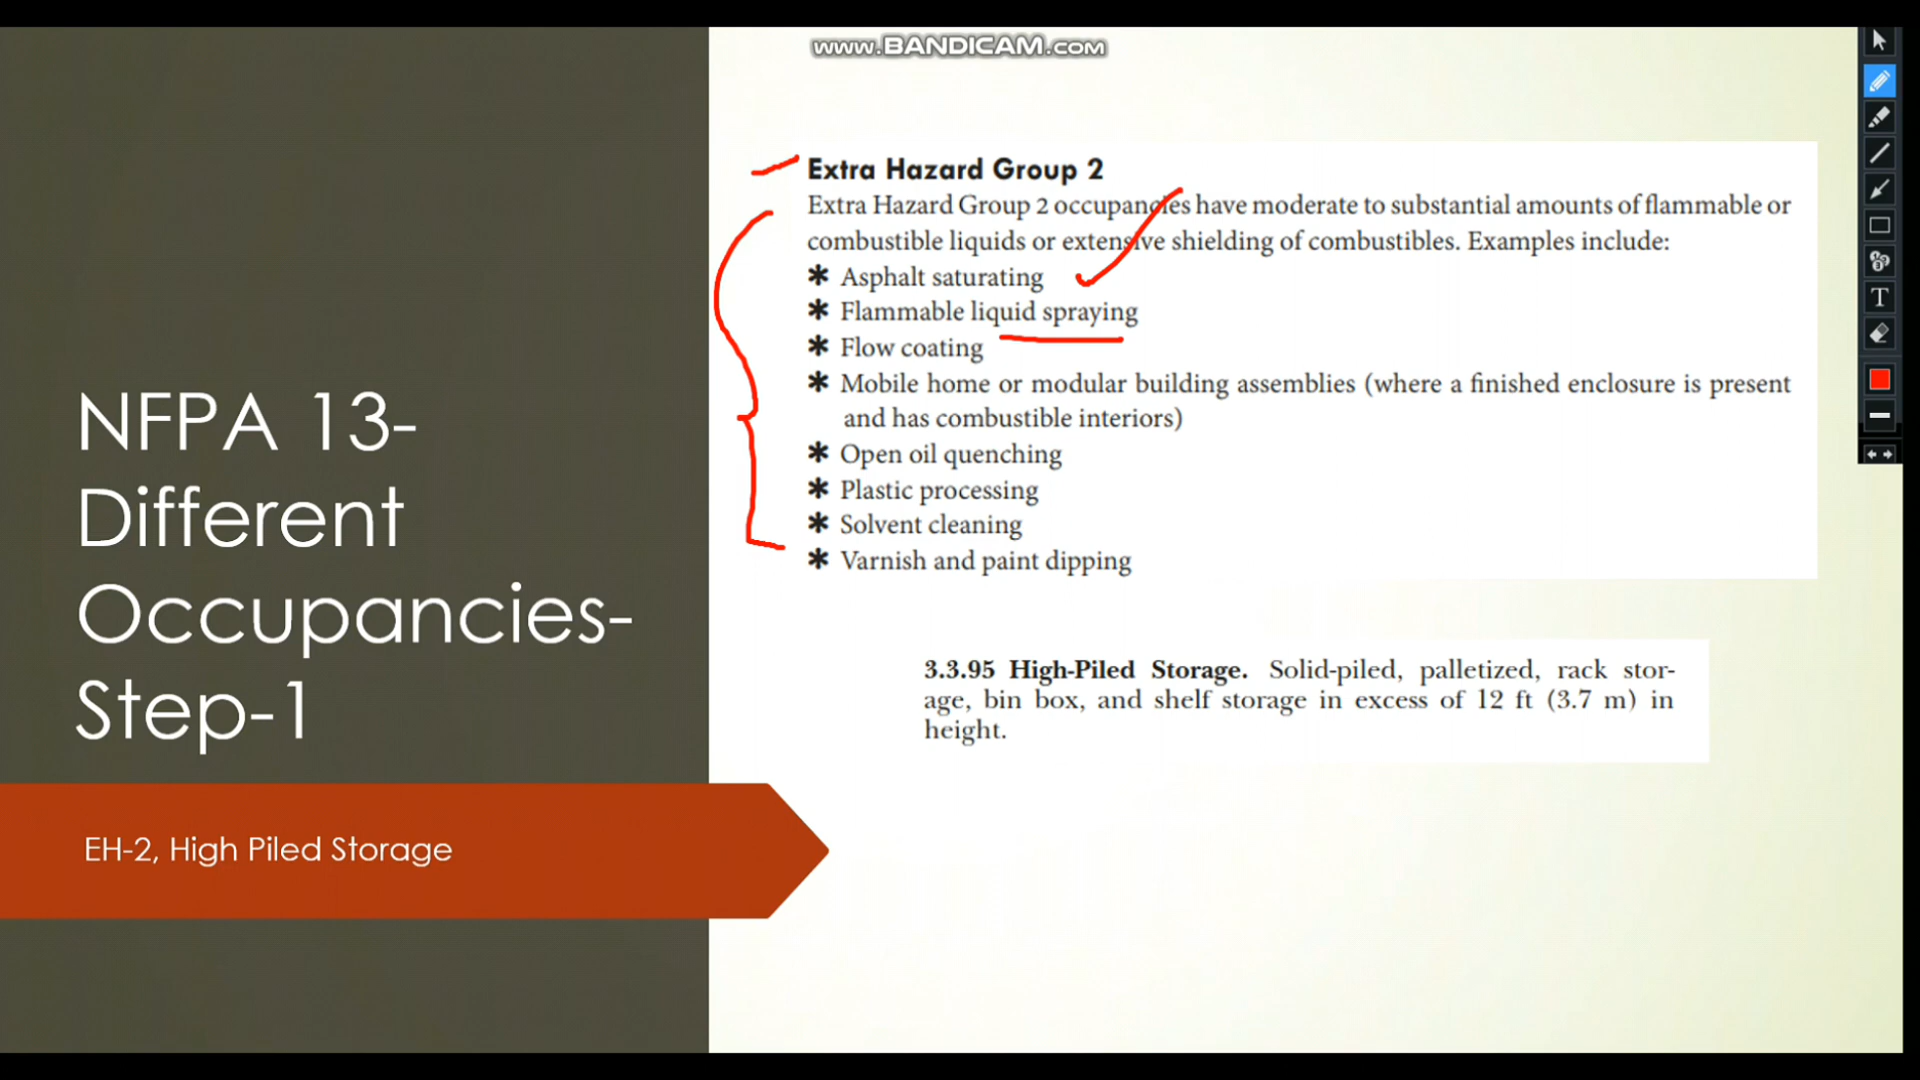 www.BANDICAM.com
NFPA 13-
Different
Occupancies-
Step-1
EH-2, High Piled Storage
Extra Hazard Group 2
Extra Hazard Group 2 occupancies have moderate to substantial amounts of flammable or
combustible liquids or extensive shielding of combustibles. Examples include:
✱ Asphalt saturating
✱ Flammable liquid spraying
✱ Flow coating
✱ Mobile home or modular building assemblies (where a finished enclosure is present
and has combustible interiors)
✱ Open oil quenching
✱ Plastic processing
✱ Solvent cleaning
✱ Varnish and paint dipping
3.3.95 High-Piled Storage. Solid-piled, palletized, rack stor-
age, bin box, and shelf storage in excess of 12 ft (3.7 m) in
height.
T